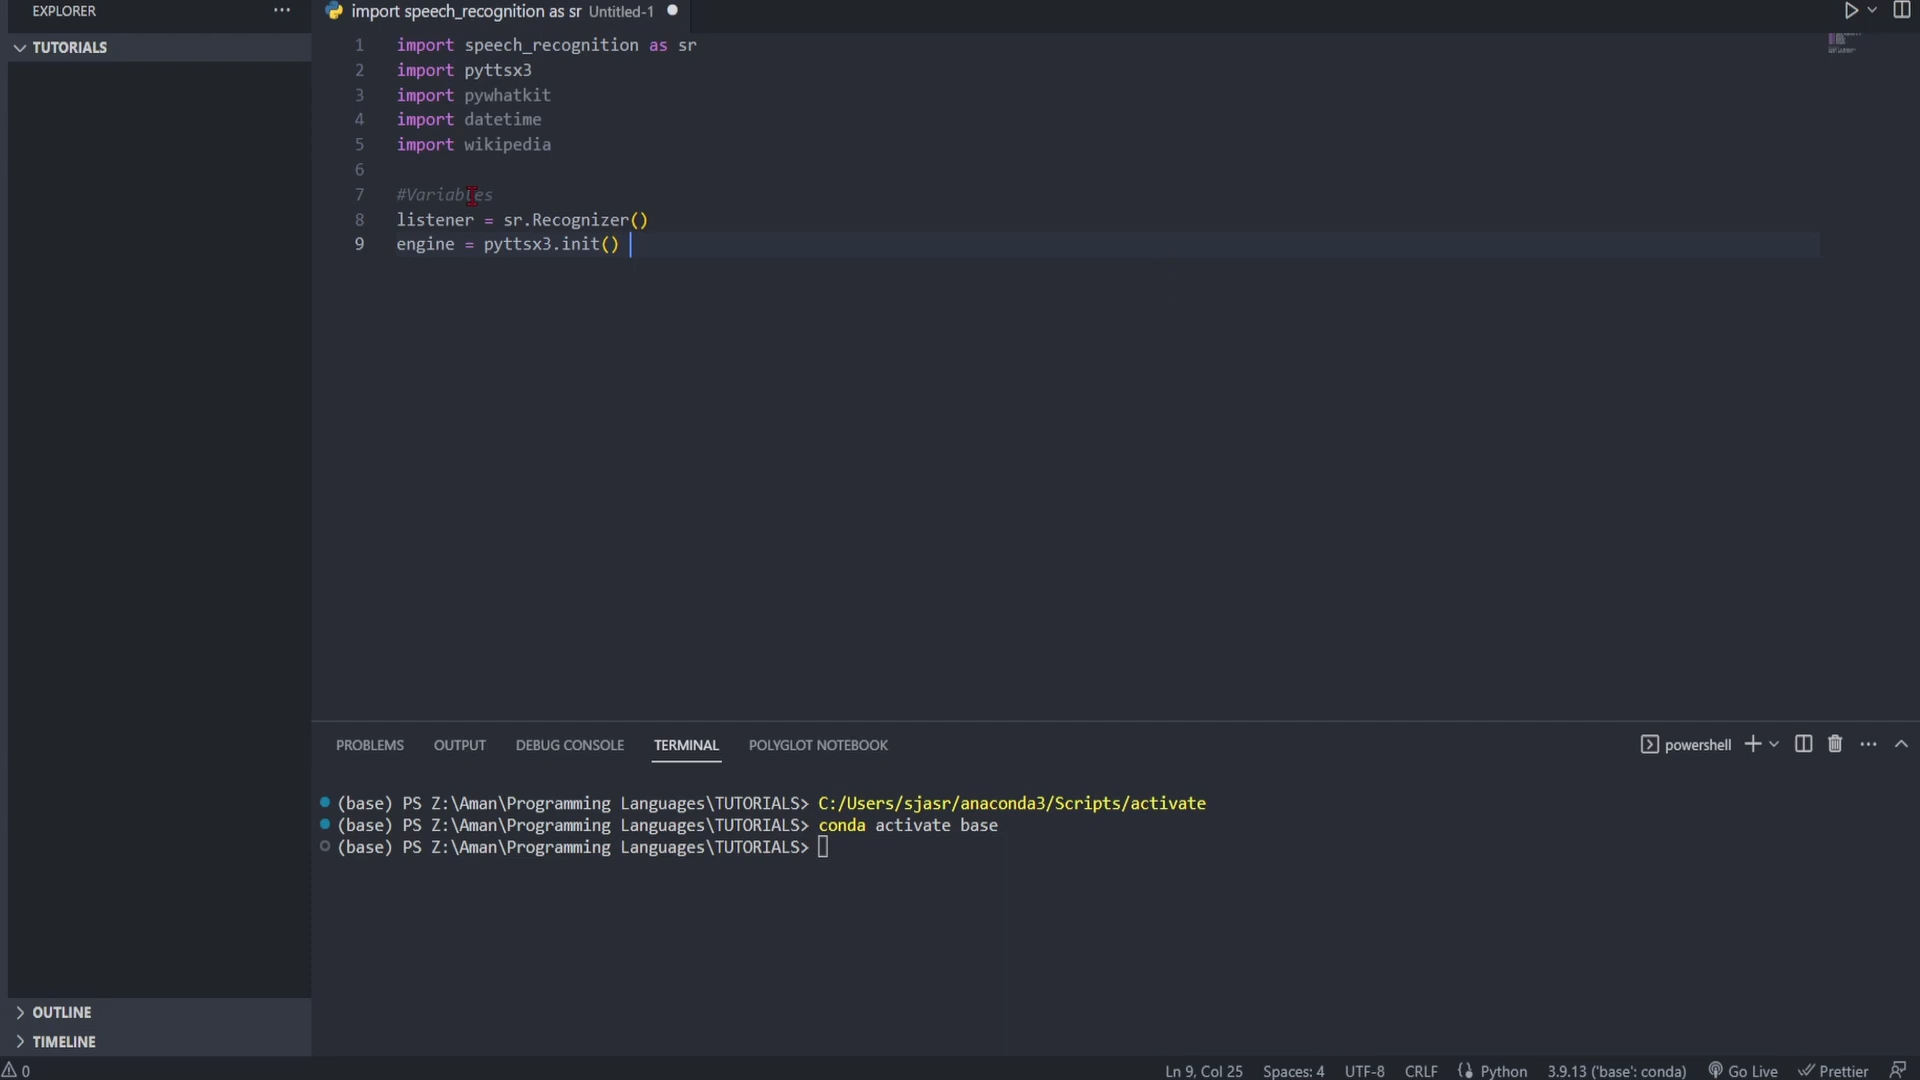 EXPLORER
import speech_recognition as sr Untitled-1
TUTORIALS
1 import speech_recognition as sr
2 import pyttsx3
3 import pywhatkit
4 import datetime
5 import wikipedia
6
7 #Variables
8 listener = sr.Recognizer()
9 engine = pyttsx3.init()
PROBLEMS OUTPUT DEBUG CONSOLE TERMINAL POLYGLOT NOTEBOOK powershell
(base) PS Z:\Aman\Programming Languages\TUTORIALS> C:/Users/sjasr/anaconda3/Scripts/activate
(base) PS Z:\Aman\Programming Languages\TUTORIALS> conda activate base
(base) PS Z:\Aman\Programming Languages\TUTORIALS>
OUTLINE
TIMELINE
0 Ln 9, Col 25 Spaces: 4 UTF-8 CRLF Python 3.9.13 ('base': conda) Go Live Prettier